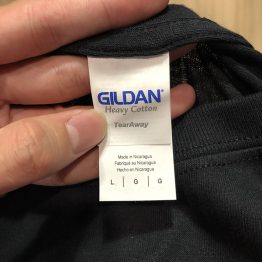 GILDAN
Heavy Cotton
TearAway
Made in Nicaragua
Fabriqué au Nicaragua
Hecho en Nicaragua
L G G